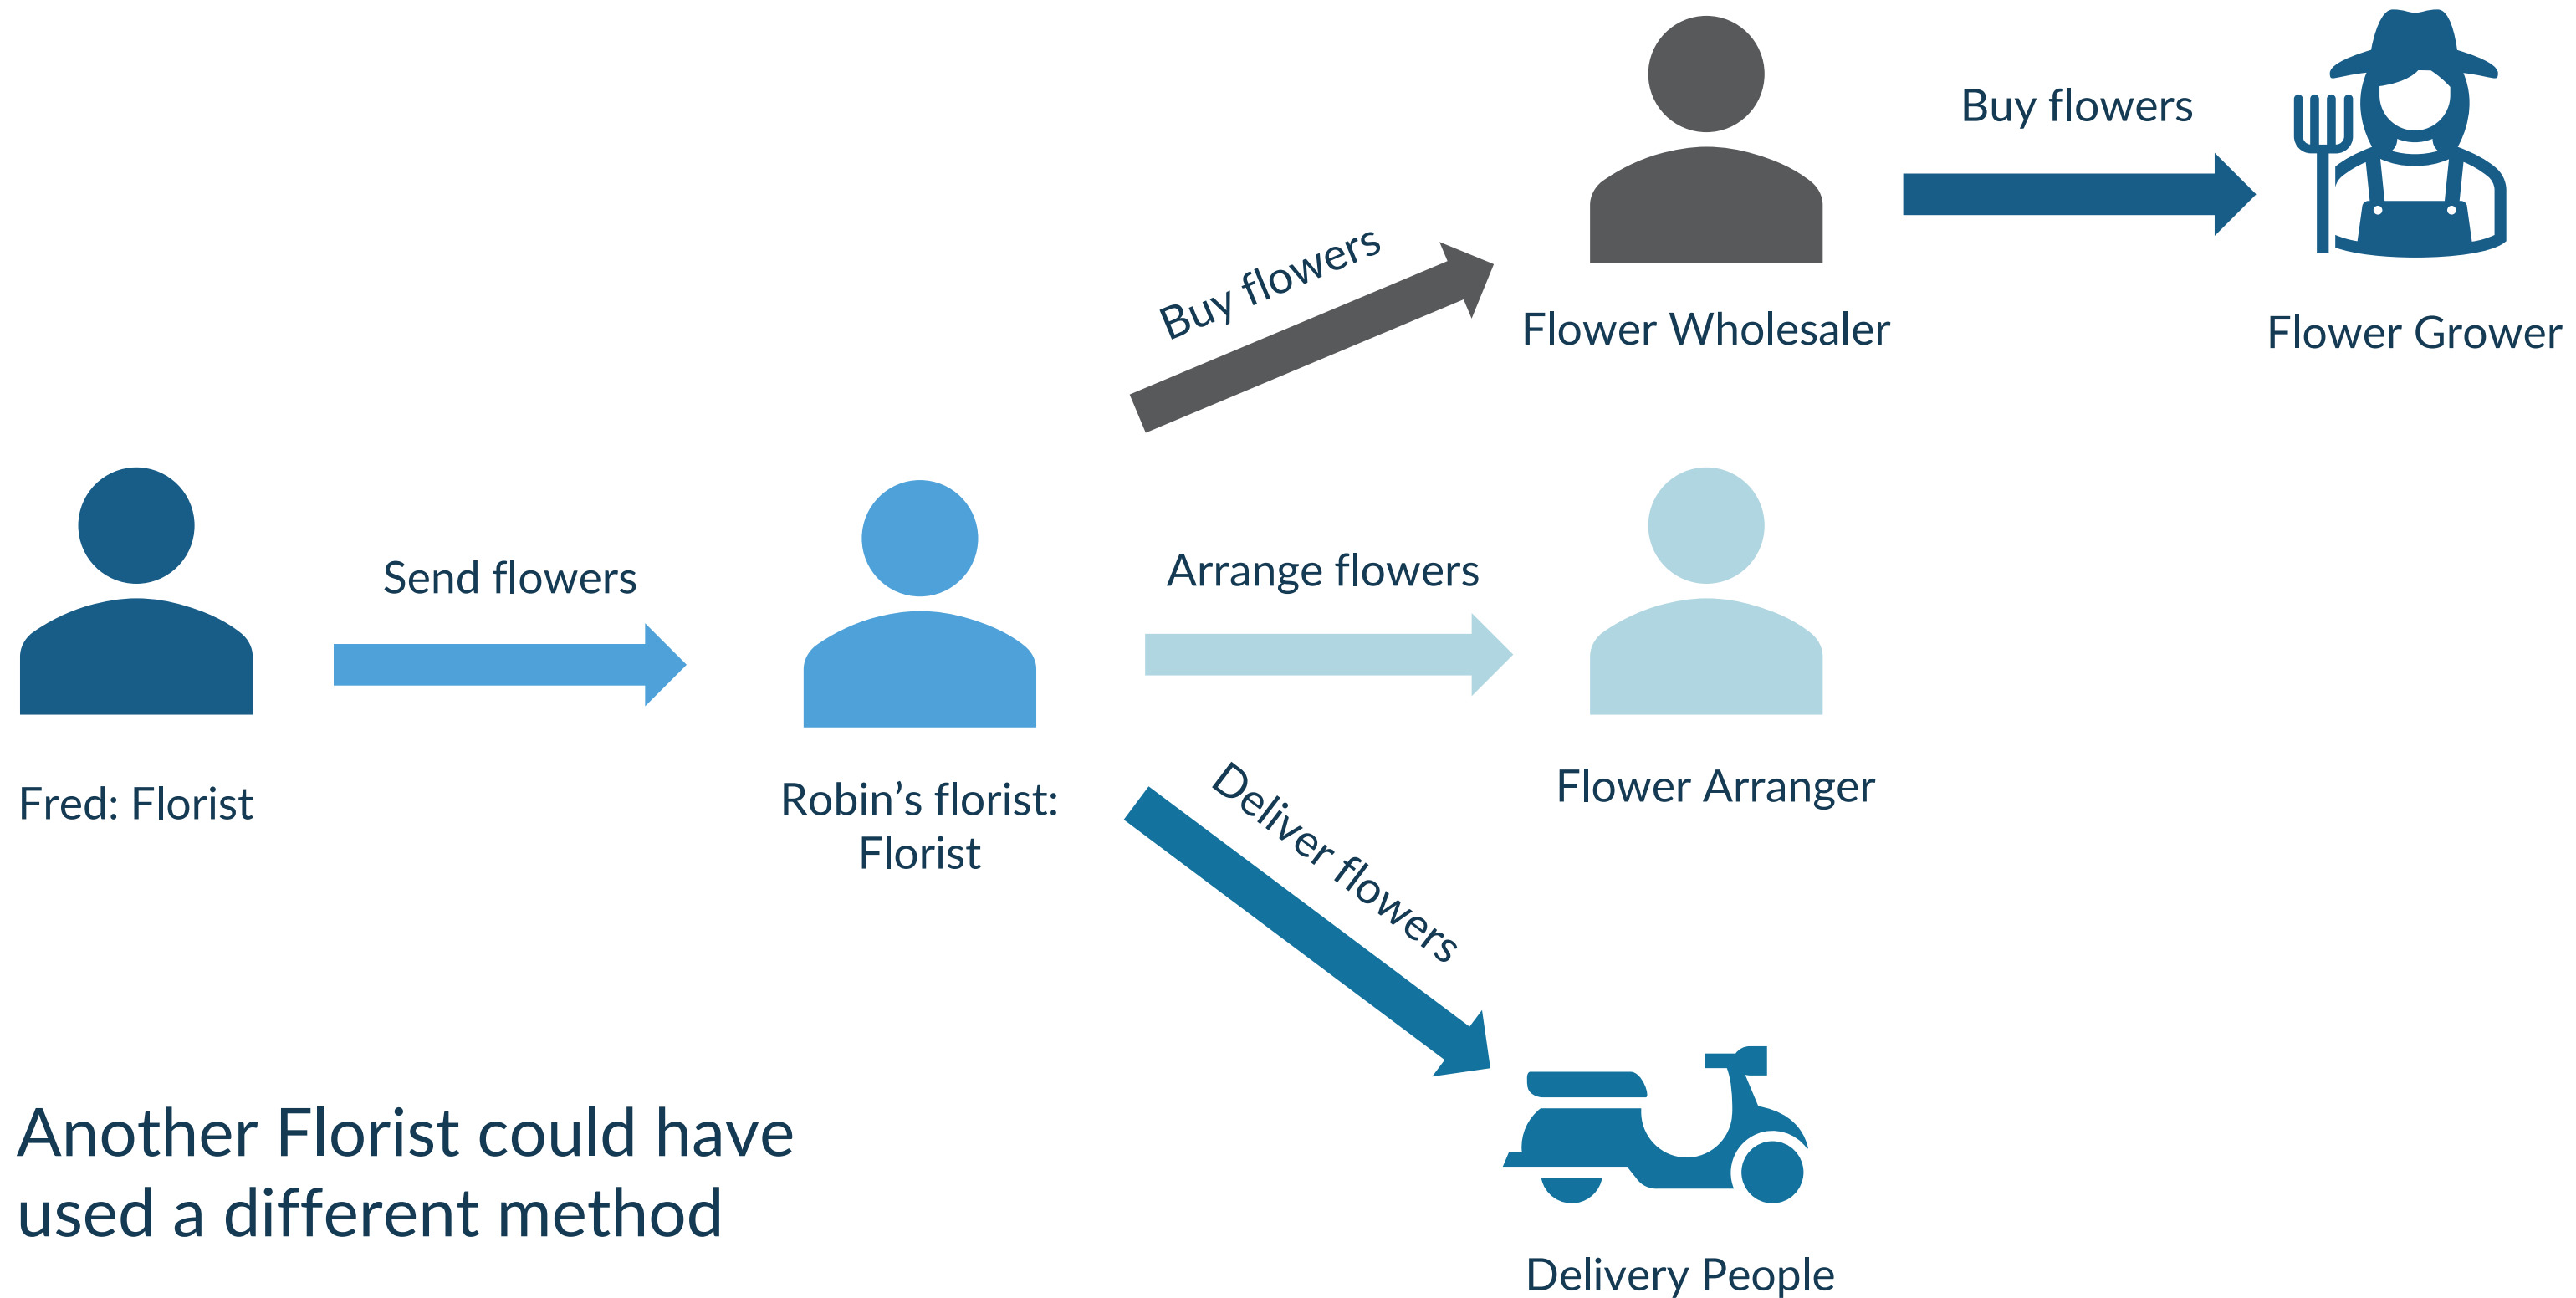 Buy flowers
Buy flowers
Flower Wholesaler
Flower Grower
Send flowers
Arrange flowers
Fred: Florist
Robin’s florist:
Florist
Flower Arranger
Deliver flowers
Another Florist could have
used a different method
Delivery People